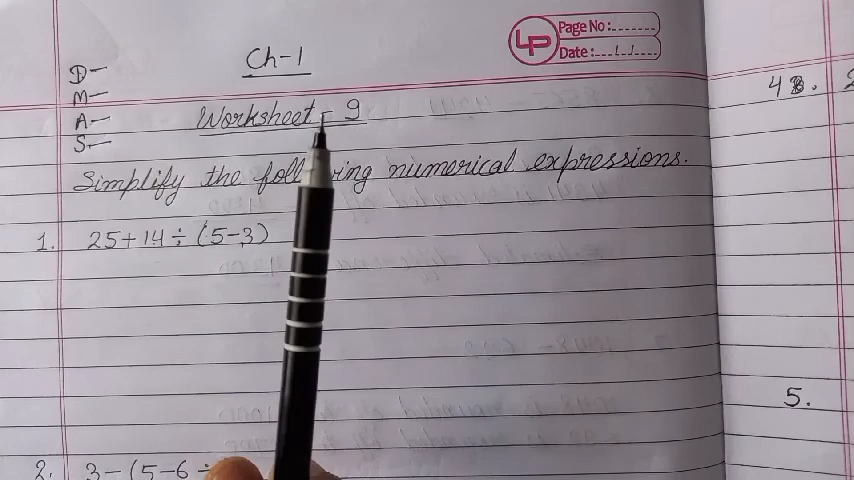 LP Page No:
Date:
Ch-1
D-
M-
A-
S-
Worksheet - 9
Simplify the following numerical expressions.
1. 25+14÷(5-3)
2. 3-(5-6÷
5.